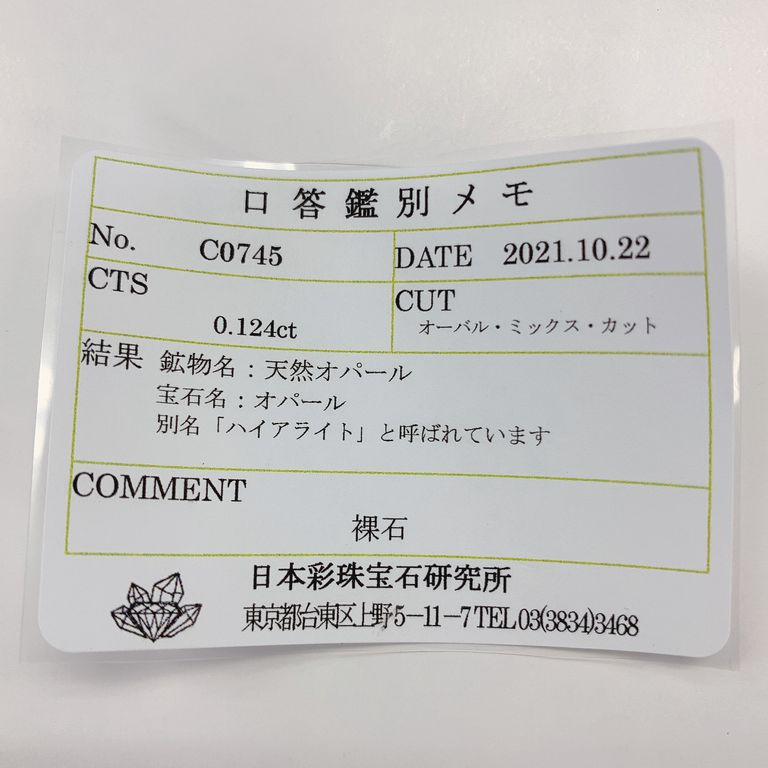 口答鑑別メモ
No. C0745
DATE 2021.10.22
CTS
0.124ct
CUT
オーバル・ミックス・カット
結果 鉱物名：天然オパール
宝石名：オパール
別名「ハイアライト」と呼ばれています
COMMENT
裸石
日本彩珠宝石研究所
東京都台東区上野5－11－7 TEL 03(3834)3468